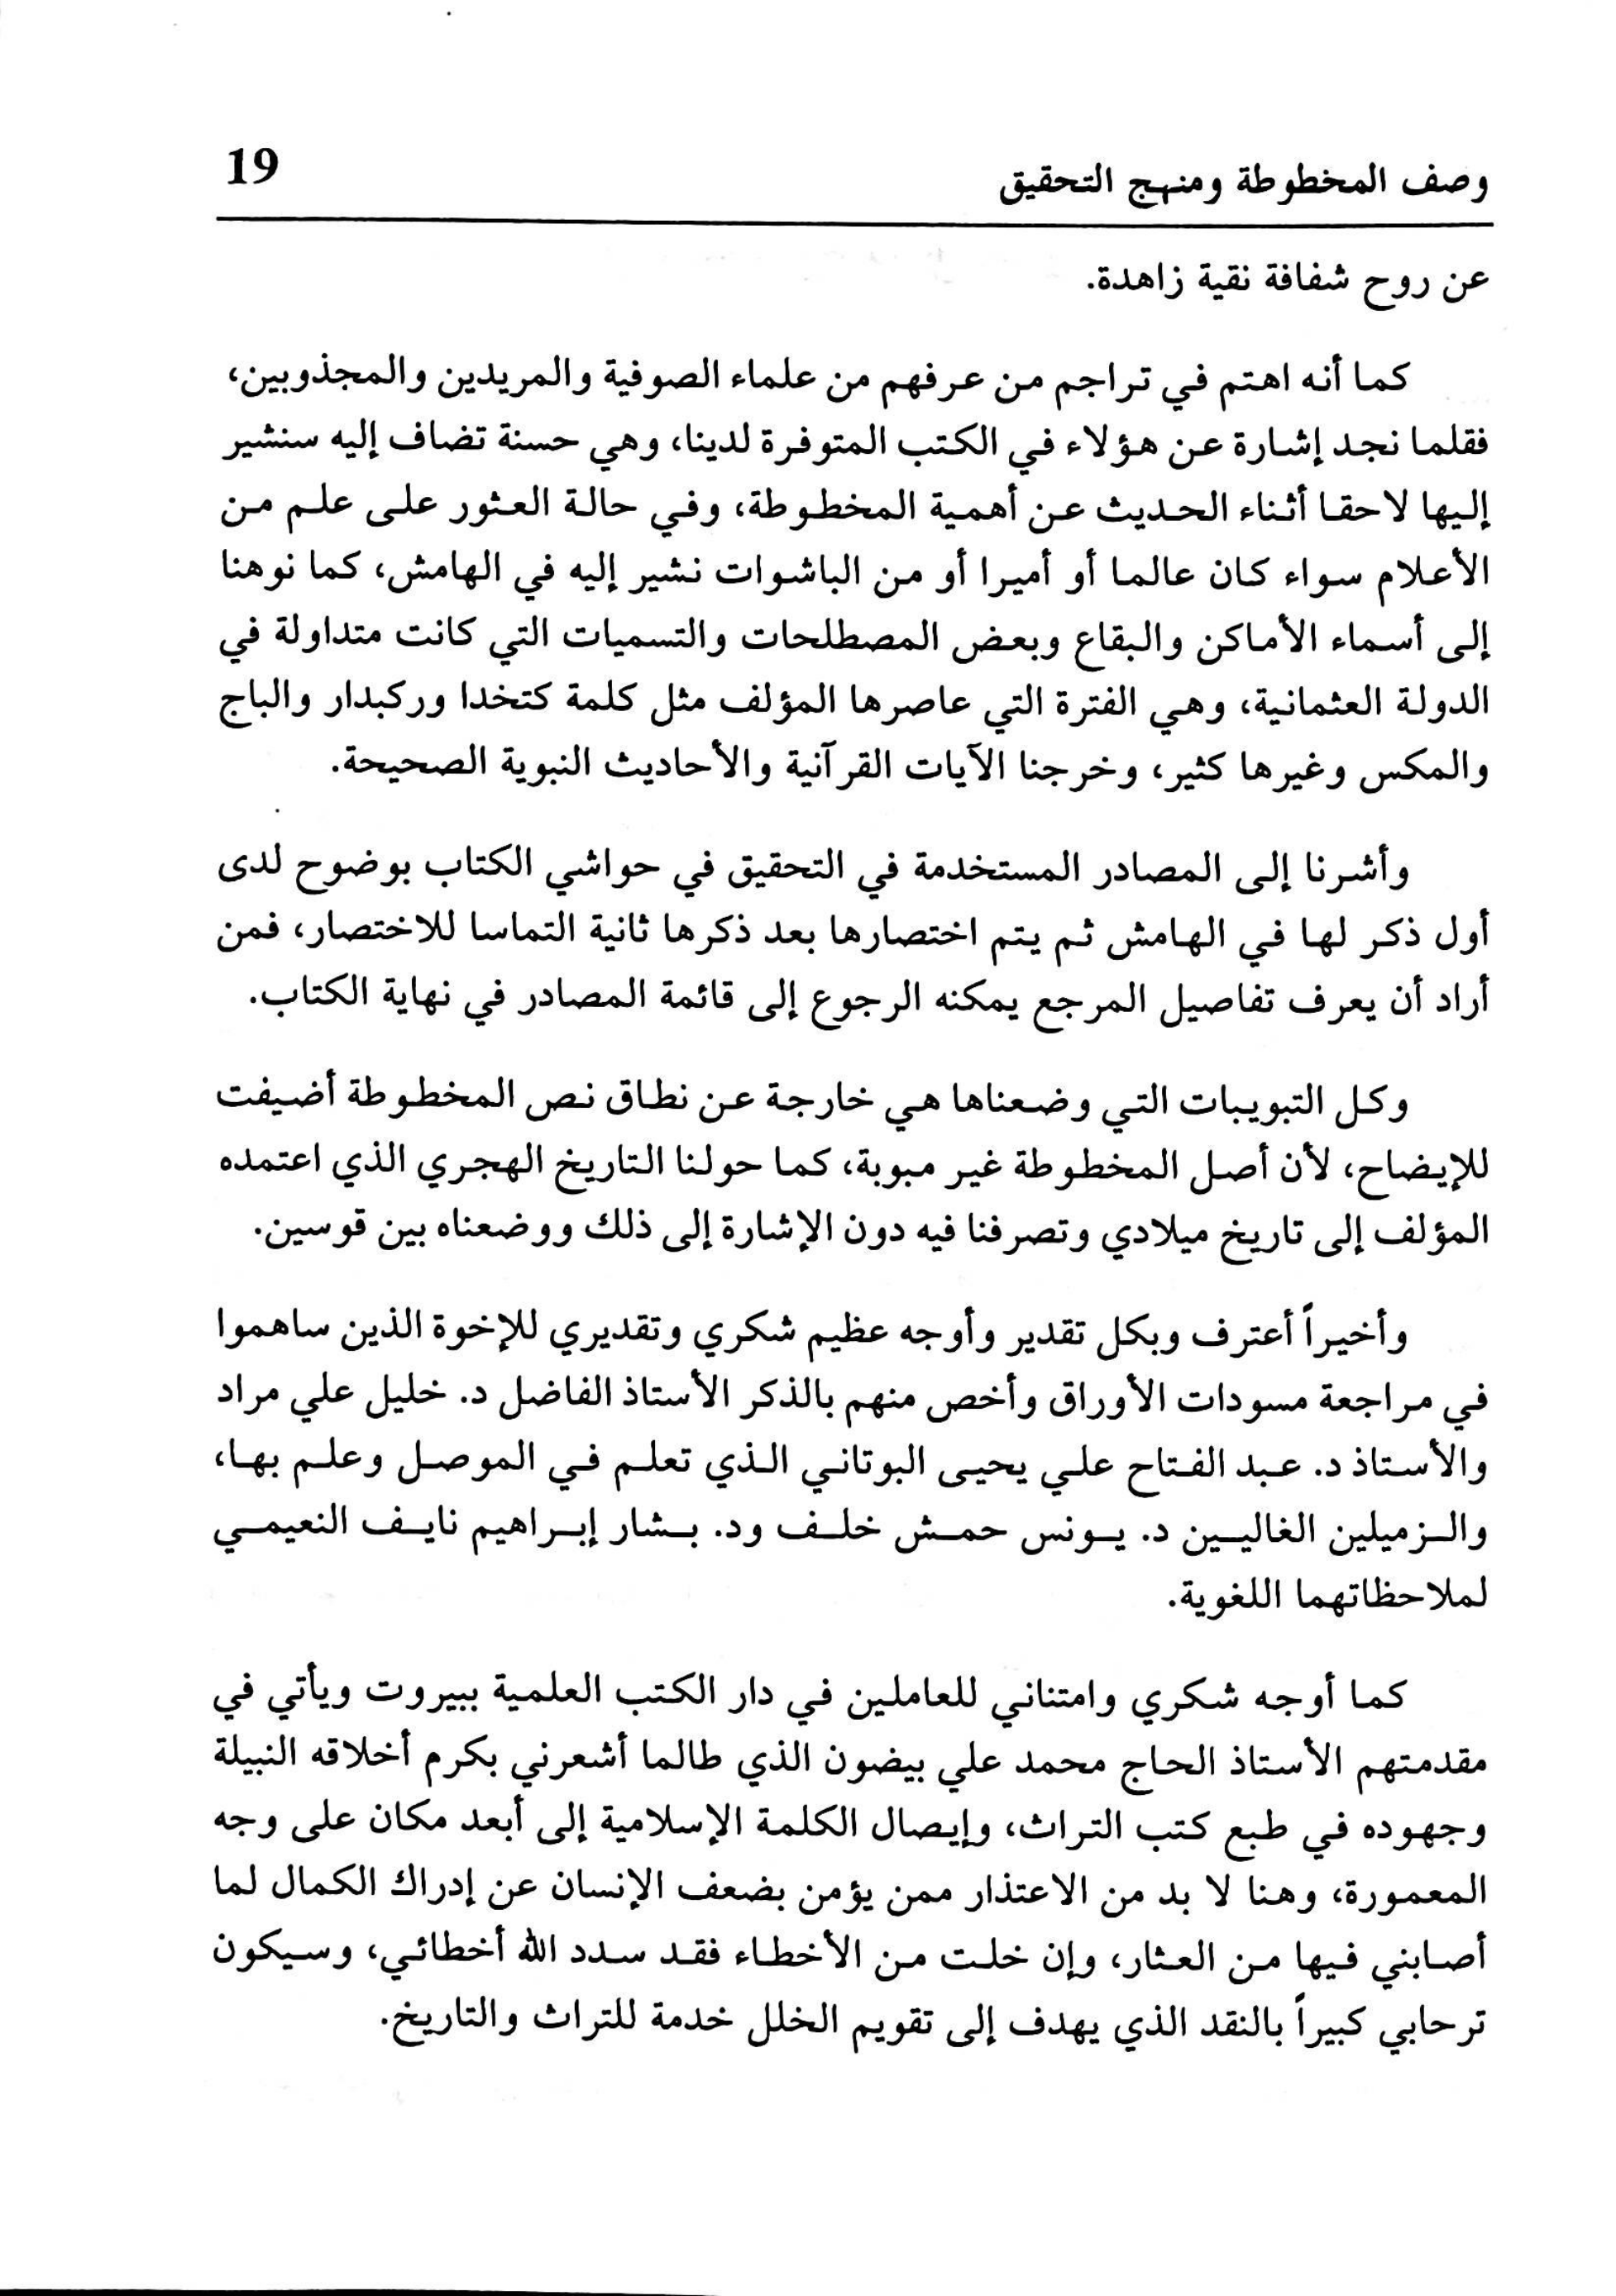 وصف المخطوطة ومنهج التحقيق 19
عن روح شفافة نقية زاهدة.
كما أنه اهتم في تراجم من عرفهم من علماء الصوفية والمريدين والمجذوبين،
فقلما نجد إشارة عن هؤلاء في الكتب المتوفرة لدينا، وهي حسنة تضاف إليه سنشير
إليها لاحقا أثناء الحديث عن أهمية المخطوطة، وفي حالة العثور على علم من
الأعلام سواء كان عالما أو أميرا أو من الباشوات نشير إليه في الهامش، كما نوهنا
إلى أسماء الأماكن والبقاع وبعض المصطلحات والتسميات التي كانت متداولة في
الدولة العثمانية، وهي الفترة التي عاصرها المؤلف مثل كلمة كتخدا وركبدار والباج
والمكس وغيرها كثير، وخرجنا الآيات القرآنية والأحاديث النبوية الصحيحة.
وأشرنا إلى المصادر المستخدمة في التحقيق في حواشي الكتاب بوضوح لدى
أول ذكر لها في الهامش ثم يتم اختصارها بعد ذكرها ثانية التماسا للاختصار، فمن
أراد أن يعرف تفاصيل المرجع يمكنه الرجوع إلى قائمة المصادر في نهاية الكتاب.
وكل التبويبات التي وضعناها هي خارجة عن نطاق نص المخطوطة أضيفت
للإيضاح، لأن أصل المخطوطة غير مبوبة، كما حولنا التاريخ الهجري الذي اعتمده
المؤلف إلى تاريخ ميلادي وتصرفنا فيه دون الإشارة إلى ذلك ووضعناه بين قوسين.
وأخيراً أعترف وبكل تقدير وأوجه عظيم شكري وتقديري للإخوة الذين ساهموا
في مراجعة مسودات الأوراق وأخص منهم بالذكر الأستاذ الفاضل د. خليل علي مراد
والأستاذ د. عبد الفتاح علي يحيى البوتاني الذي تعلم في الموصل وعلم بها،
والزميلين الغاليين د. يونس حمش خلف ود. بشار إبراهيم نايف النعيمي
لملاحظاتهما اللغوية.
كما أوجه شكري وامتناني للعاملين في دار الكتب العلمية ببيروت ويأتي في
مقدمتهم الأستاذ الحاج محمد علي بيضون الذي طالما أشعرني بكرم أخلاقه النبيلة
وجهوده في طبع كتب التراث، وإيصال الكلمة الإسلامية إلى أبعد مكان على وجه
المعمورة، وهنا لا بد من الاعتذار ممن يؤمن بضعف الإنسان عن إدراك الكمال لما
أصابني فيها من العثار، وإن خلت من الأخطاء فقد سدد الله أخطائي، وسيكون
ترحابي كبيراً بالنقد الذي يهدف إلى تقويم الخلل خدمة للتراث والتاريخ.